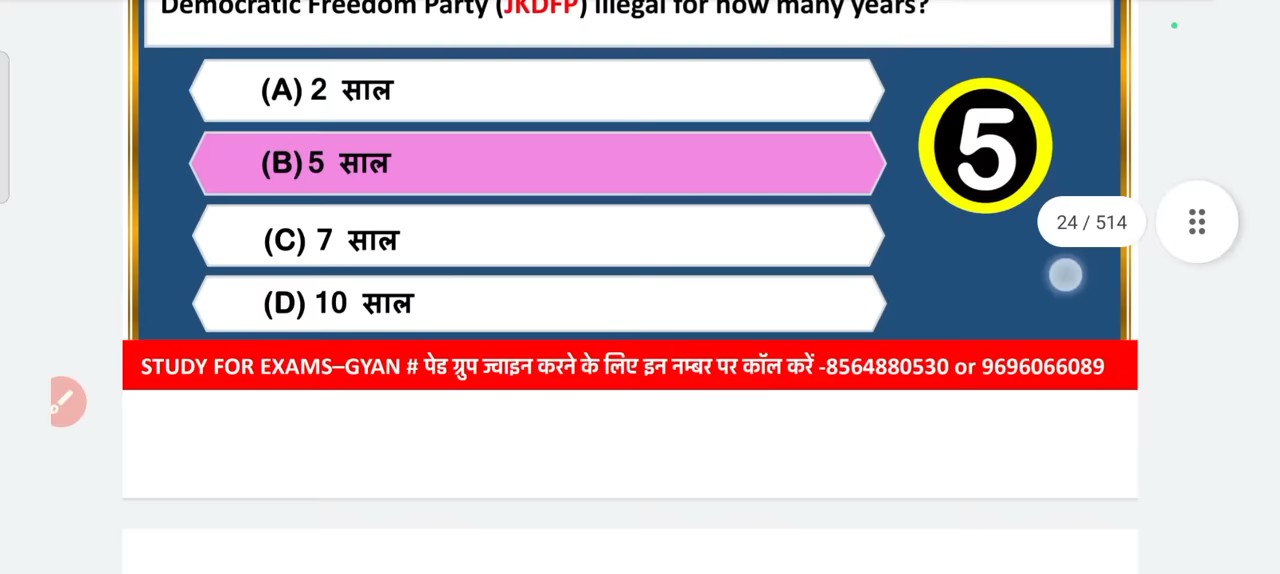 Democratic Freedom Party (JKDFP) illegal for how many years?
(A) 2 साल
(B) 5 साल
5
24 / 514
(C) 7 साल
(D) 10 साल
STUDY FOR EXAMS–GYAN # पेड ग्रुप ज्वाइन करने के लिए इन नम्बर पर कॉल करें -8564880530 or 9696066089